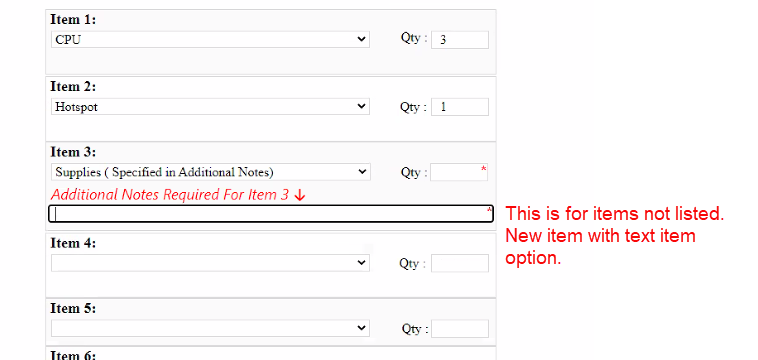 Item 1:
CPU Qty : 3
Item 2:
Hotspot Qty : 1
Item 3:
Supplies ( Specified in Additional Notes) Qty : *
Additional Notes Required For Item 3 ↓
*
This is for items not listed.
New item with text item
option.
Item 4:
Qty :
Item 5:
Qty :
Item 6: